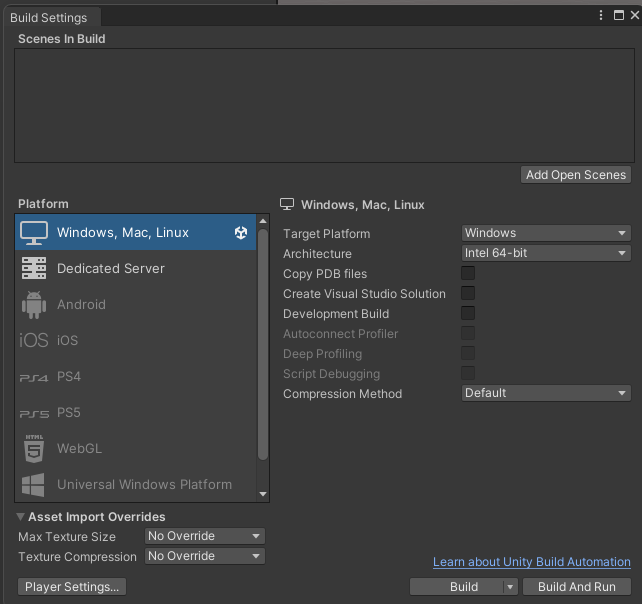 Build Settings
Scenes In Build
Add Open Scenes
Platform
Windows, Mac, Linux
Dedicated Server
Android
iOS iOS
PS4 PS4
PS5 PS5
HTML 5 WebGL
Universal Windows Platform
Windows, Mac, Linux
Target Platform Windows
Architecture Intel 64-bit
Copy PDB files
Create Visual Studio Solution
Development Build
Autoconnect Profiler
Deep Profiling
Script Debugging
Compression Method Default
Asset Import Overrides
Max Texture Size No Override
Texture Compression No Override
Learn about Unity Build Automation
Player Settings... Build Build And Run